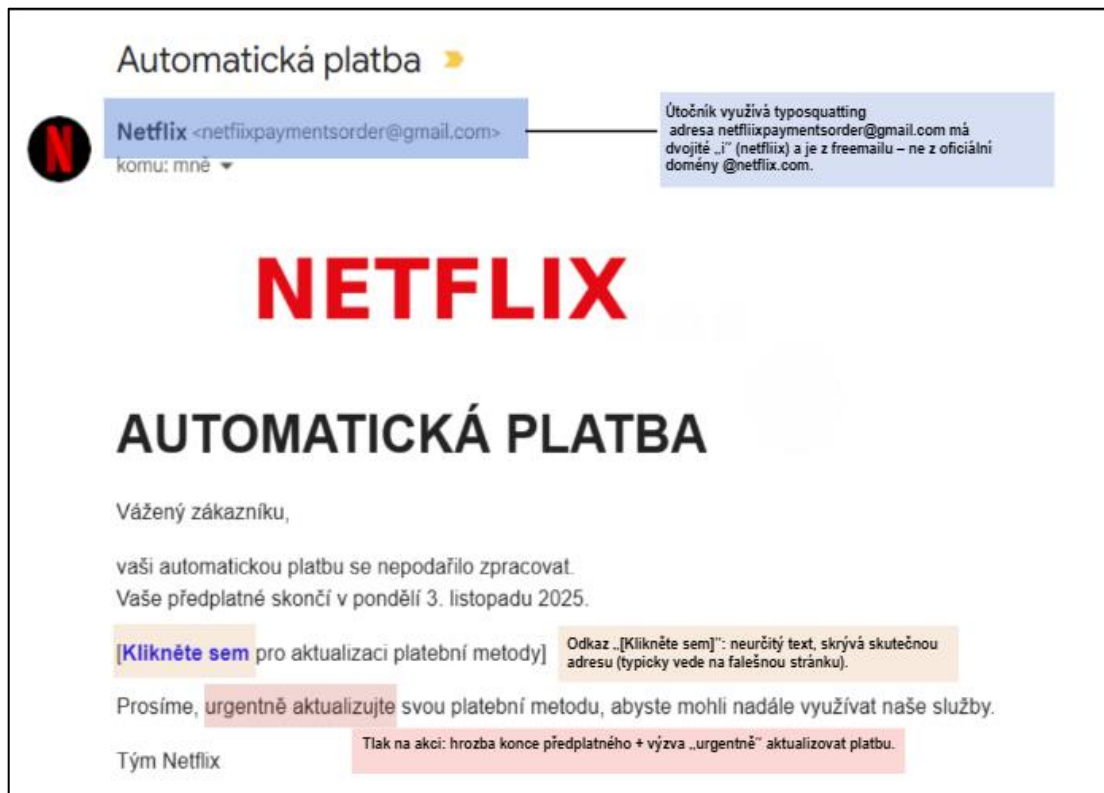 Automatická platba
Netflix <netfiixpaymentsorder@gmail.com>
komu: mně
Útočník využívá typosquatting
adresa netfliixpaymentsorder@gmail.com má
dvojité „i" (netfliix) a je z freemailu – ne z oficiální
domény @netflix.com.
N
NETFLIX
AUTOMATICKÁ PLATBA
Vážený zákazníku,
vaši automatickou platbu se nepodařilo zpracovat.
Vaše předplatné skončí v pondělí 3. listopadu 2025.
[Klikněte sem pro aktualizaci platební metody]
Odkaz „[Klikněte sem]": neurčitý text, skrývá skutečnou
adresu (typicky vede na falešnou stránku).
Prosíme, urgentně aktualizujte svou platební metodu, abyste mohli nadále využívat naše služby.
Tlak na akci: hrozba konce předplatného + výzva „urgentně" aktualizovat platbu.
Tým Netflix